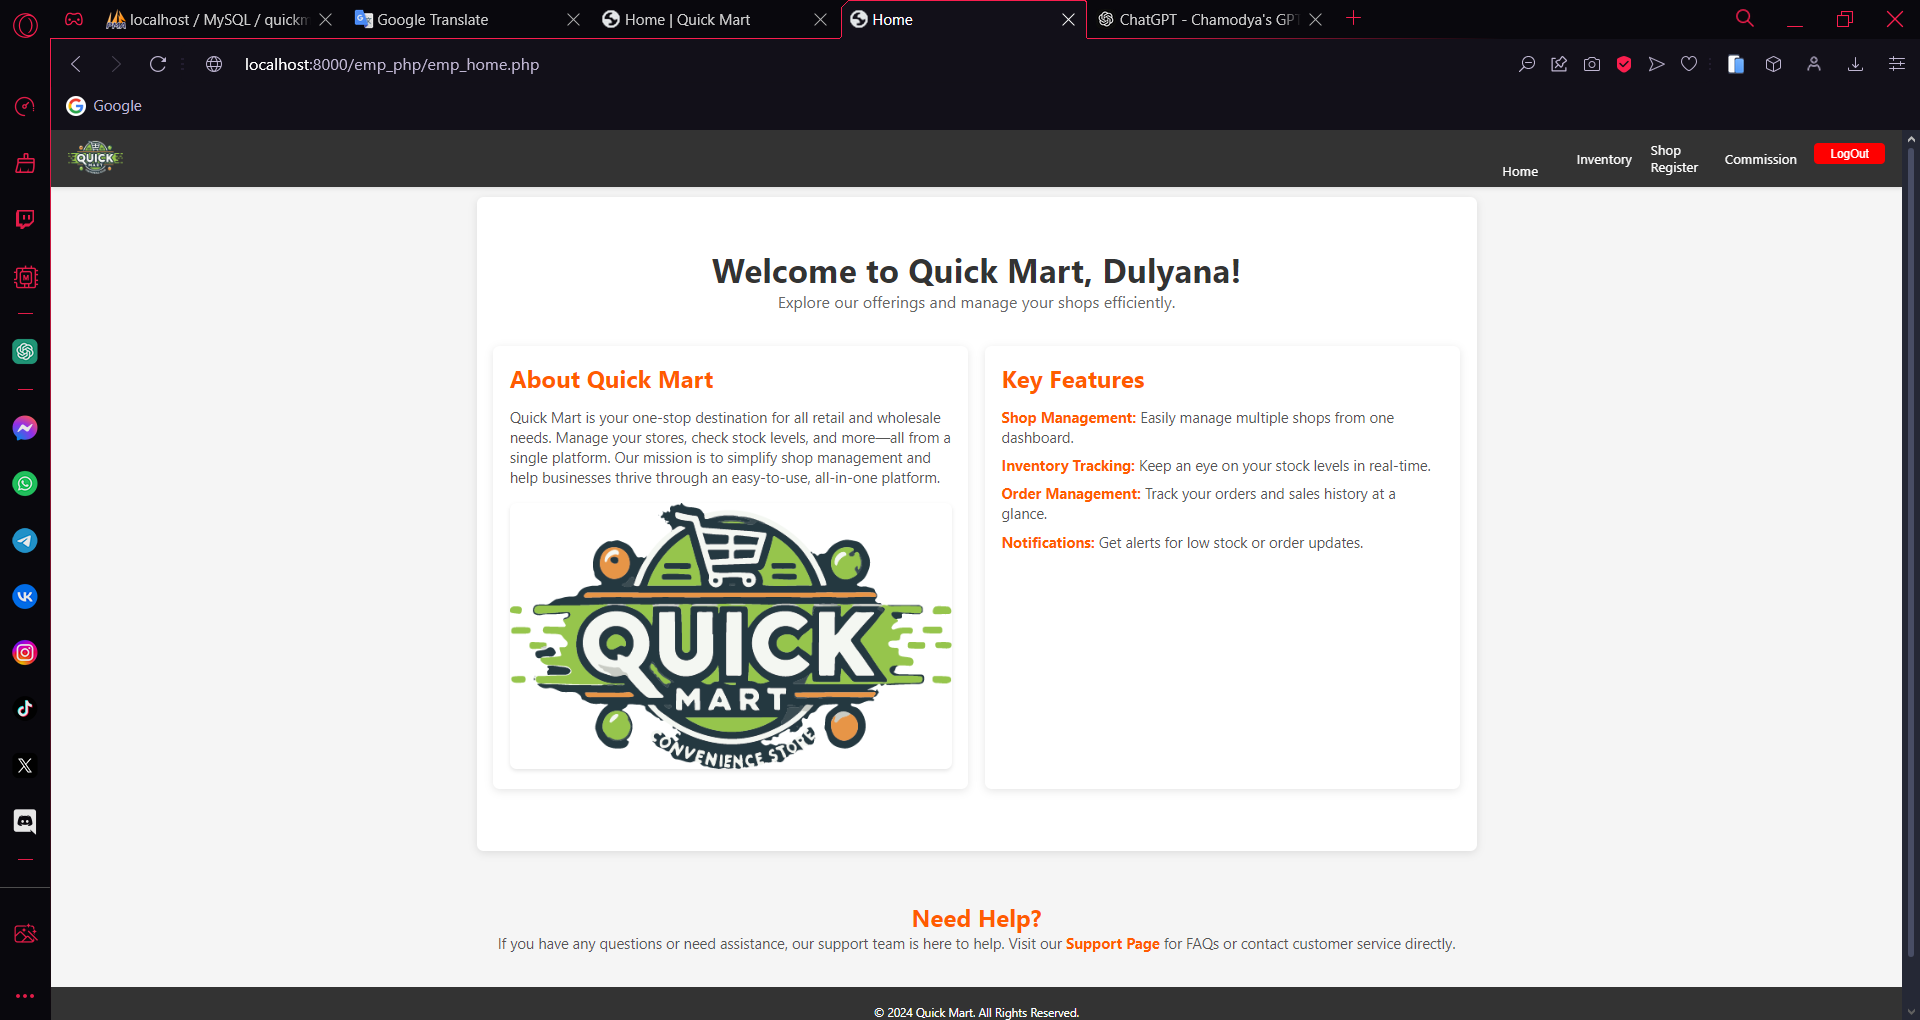 localhost / MySQL / quickm
Google Translate
Home | Quick Mart
Home
ChatGPT - Chamodya's GPT
localhost:8000/emp_php/emp_home.php
Google
QUICK
MART
Home
Inventory
Shop
Register
Commission
LogOut
Welcome to Quick Mart, Dulyana!
Explore our offerings and manage your shops efficiently.
About Quick Mart
Quick Mart is your one-stop destination for all retail and wholesale
needs. Manage your stores, check stock levels, and more—all from a
single platform. Our mission is to simplify shop management and
help businesses thrive through an easy-to-use, all-in-one platform.
QUICK
MART
CONVENIENCE STORE
Key Features
Shop Management: Easily manage multiple shops from one
dashboard.
Inventory Tracking: Keep an eye on your stock levels in real-time.
Order Management: Track your orders and sales history at a
glance.
Notifications: Get alerts for low stock or order updates.
Need Help?
If you have any questions or need assistance, our support team is here to help. Visit our Support Page for FAQs or contact customer service directly.
© 2024 Quick Mart. All Rights Reserved.